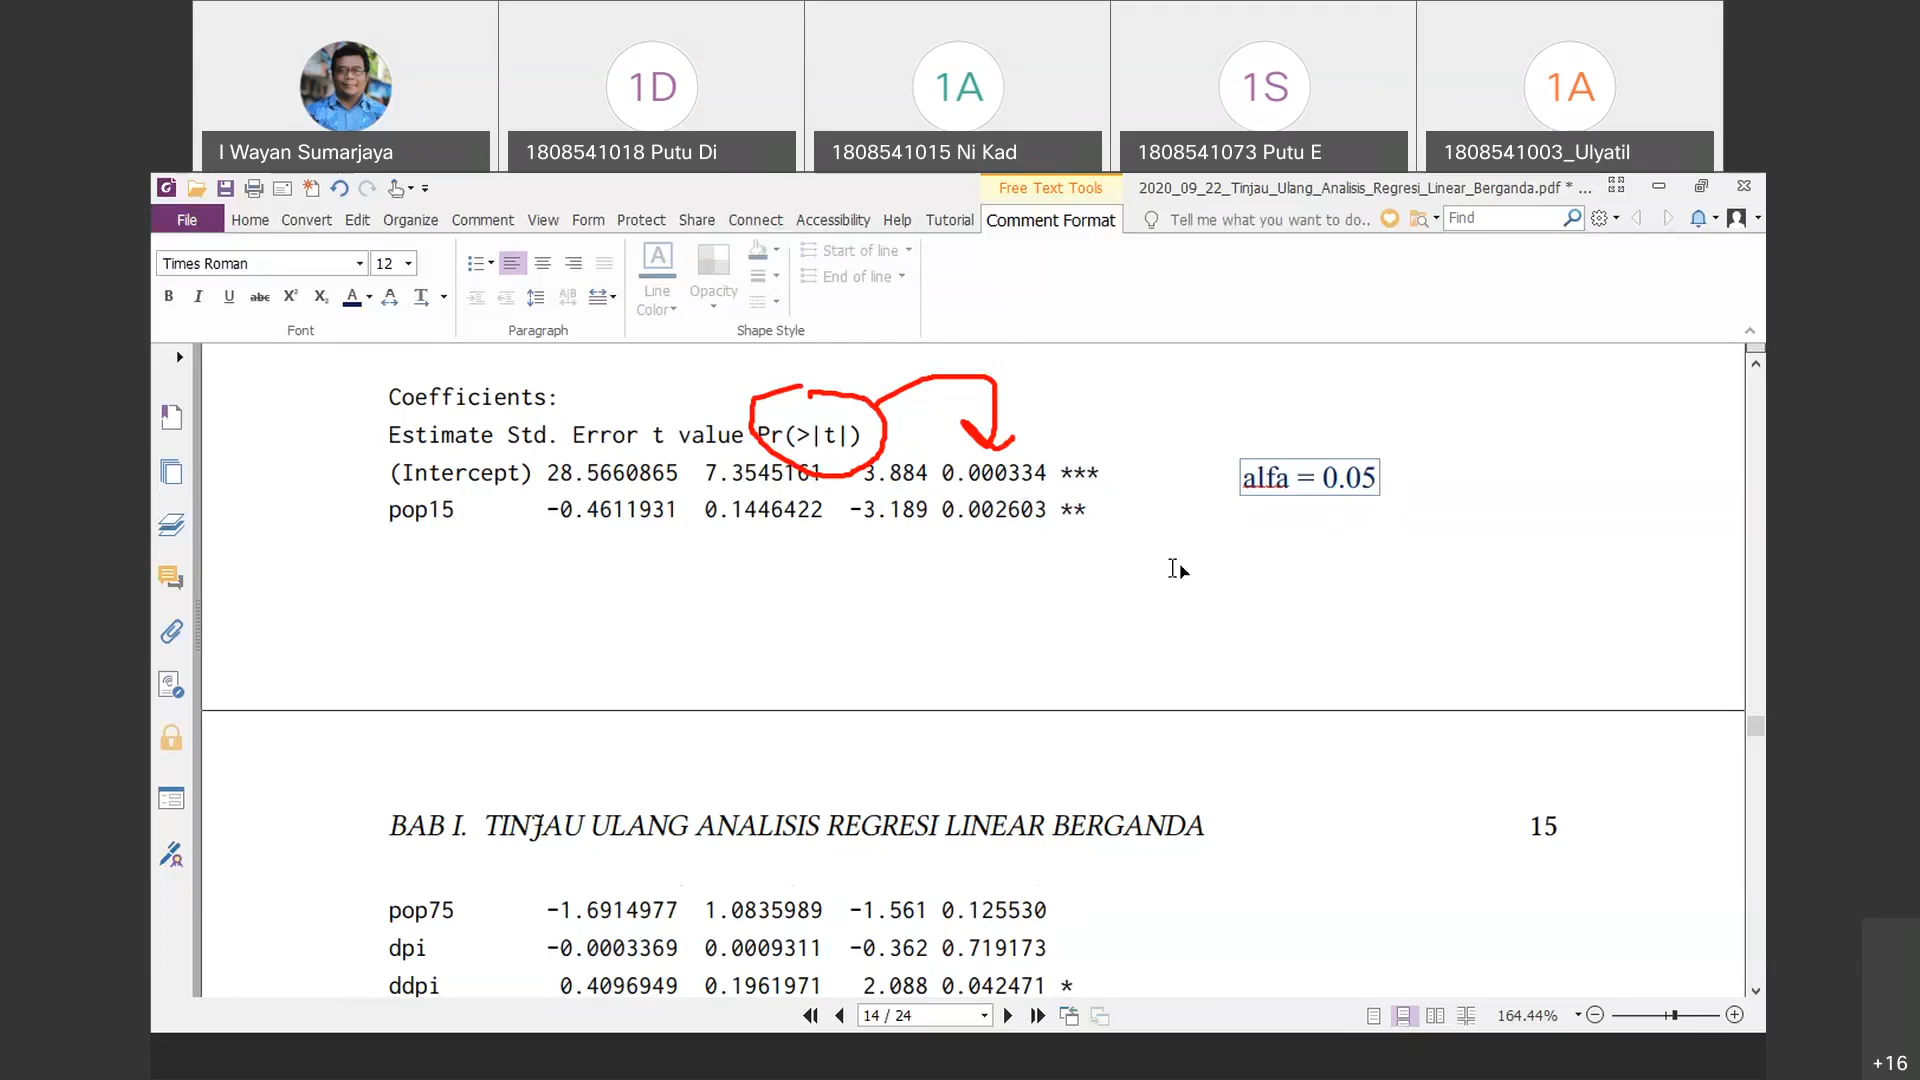 1D
1A
1S
1A
I Wayan Sumarjaya
1808541018 Putu Di
1808541015 Ni Kad
1808541073 Putu E
1808541003_Ulyatil
Free Text Tools
2020_09_22_Tinjau_Ulang_Analisis_Regresi_Linear_Berganda.pdf * ...
File Home Convert Edit Organize Comment View Form Protect Share Connect Accessibility Help Tutorial Comment Format Tell me what you want to do.. Find
Times Roman 12
B I U abc X² X₂ A A T
Line Color
Opacity
Start of line
End of line
Font Paragraph Shape Style
Coefficients:
Estimate Std. Error t value Pr(>|t|)
(Intercept) 28.5660865 7.3545161 3.884 0.000334 ***
pop15 -0.4611931 0.1446422 -3.189 0.002603 **
alfa = 0.05
BAB I. TINJAU ULANG ANALISIS REGRESI LINEAR BERGANDA 15
pop75 -1.6914977 1.0835989 -1.561 0.125530
dpi -0.0003369 0.0009311 -0.362 0.719173
ddpi 0.4096949 0.1961971 2.088 0.042471 *
14 / 24
164.44%
+16